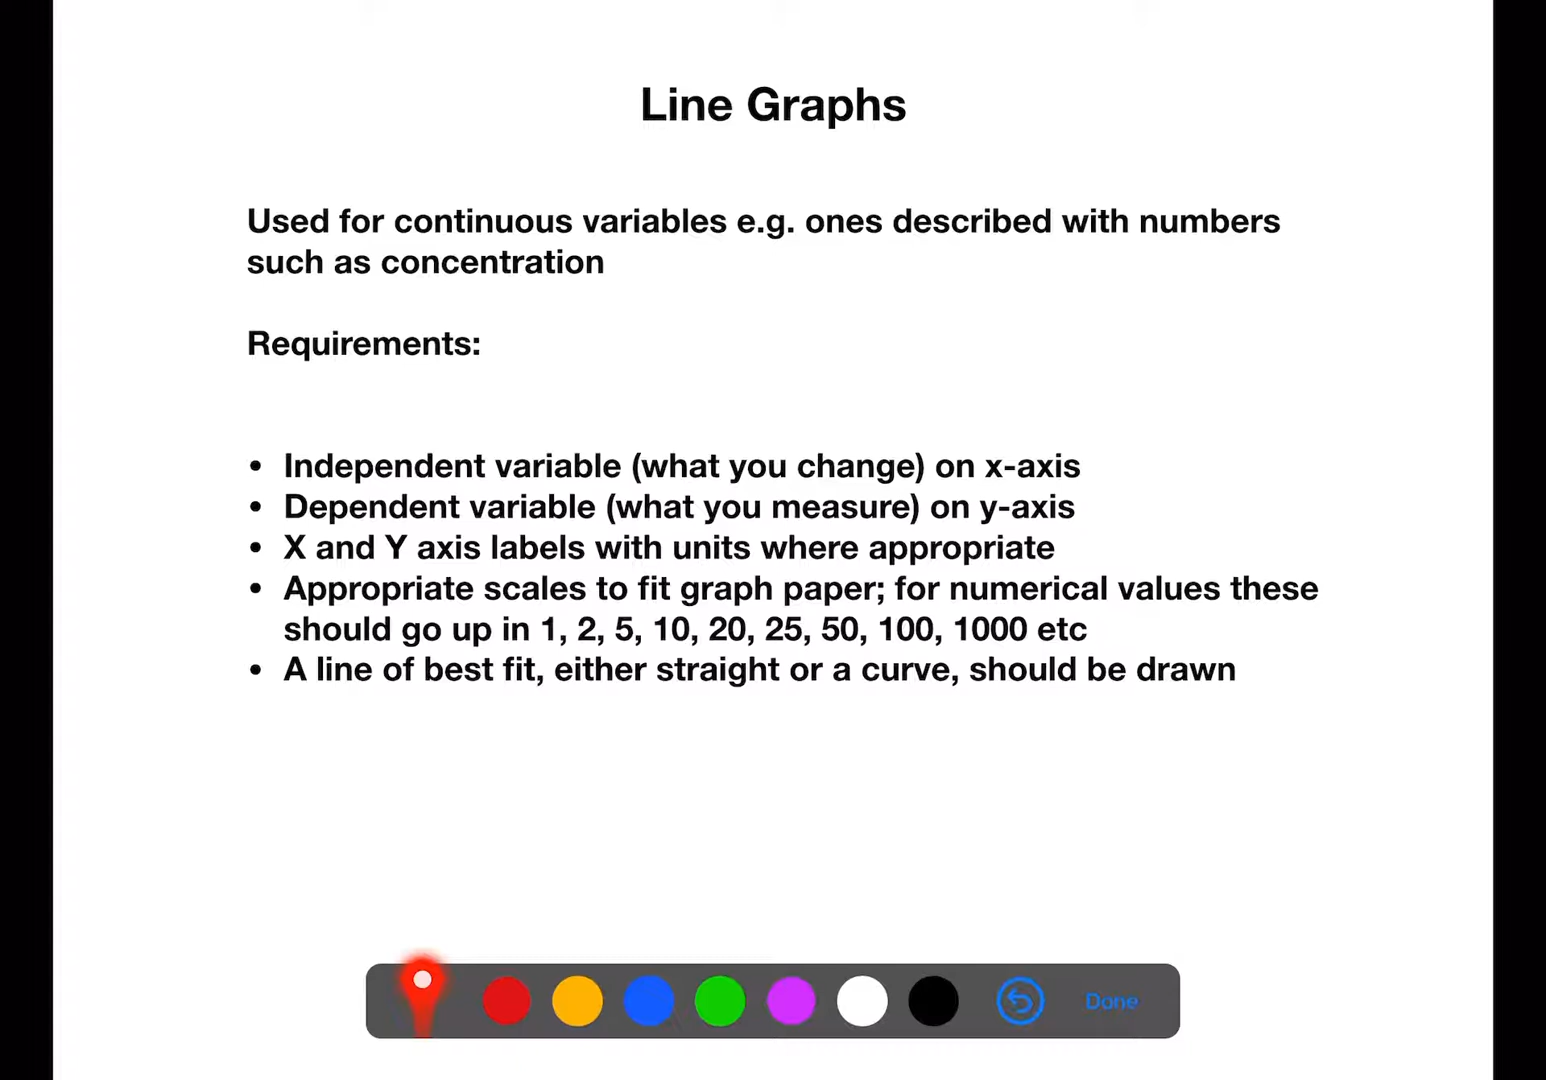 Line Graphs
Used for continuous variables e.g. ones described with numbers
such as concentration
Requirements:
• Independent variable (what you change) on x-axis
• Dependent variable (what you measure) on y-axis
• X and Y axis labels with units where appropriate
• Appropriate scales to fit graph paper; for numerical values these
should go up in 1, 2, 5, 10, 20, 25, 50, 100, 1000 etc
• A line of best fit, either straight or a curve, should be drawn
Done